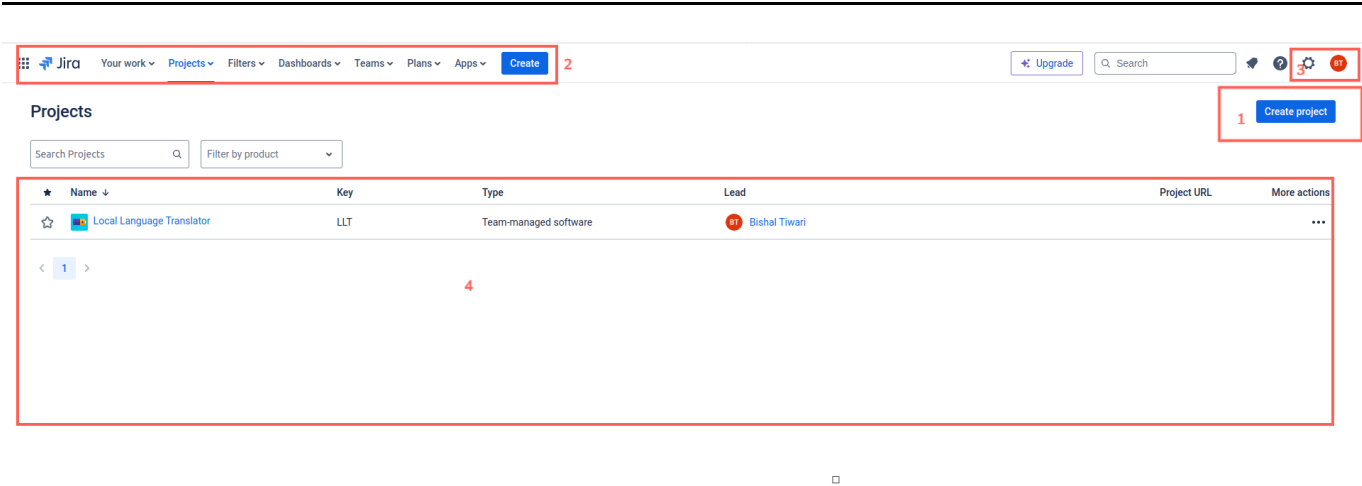 Jira Your work Projects Filters Dashboards Teams Plans Apps Create 2 Upgrade Search 3 BT
Projects
1 Create project
Search Projects Filter by product
Name Key Type Lead Project URL More actions
Local Language Translator LLT Team-managed software BT Bishal Tiwari
1
4